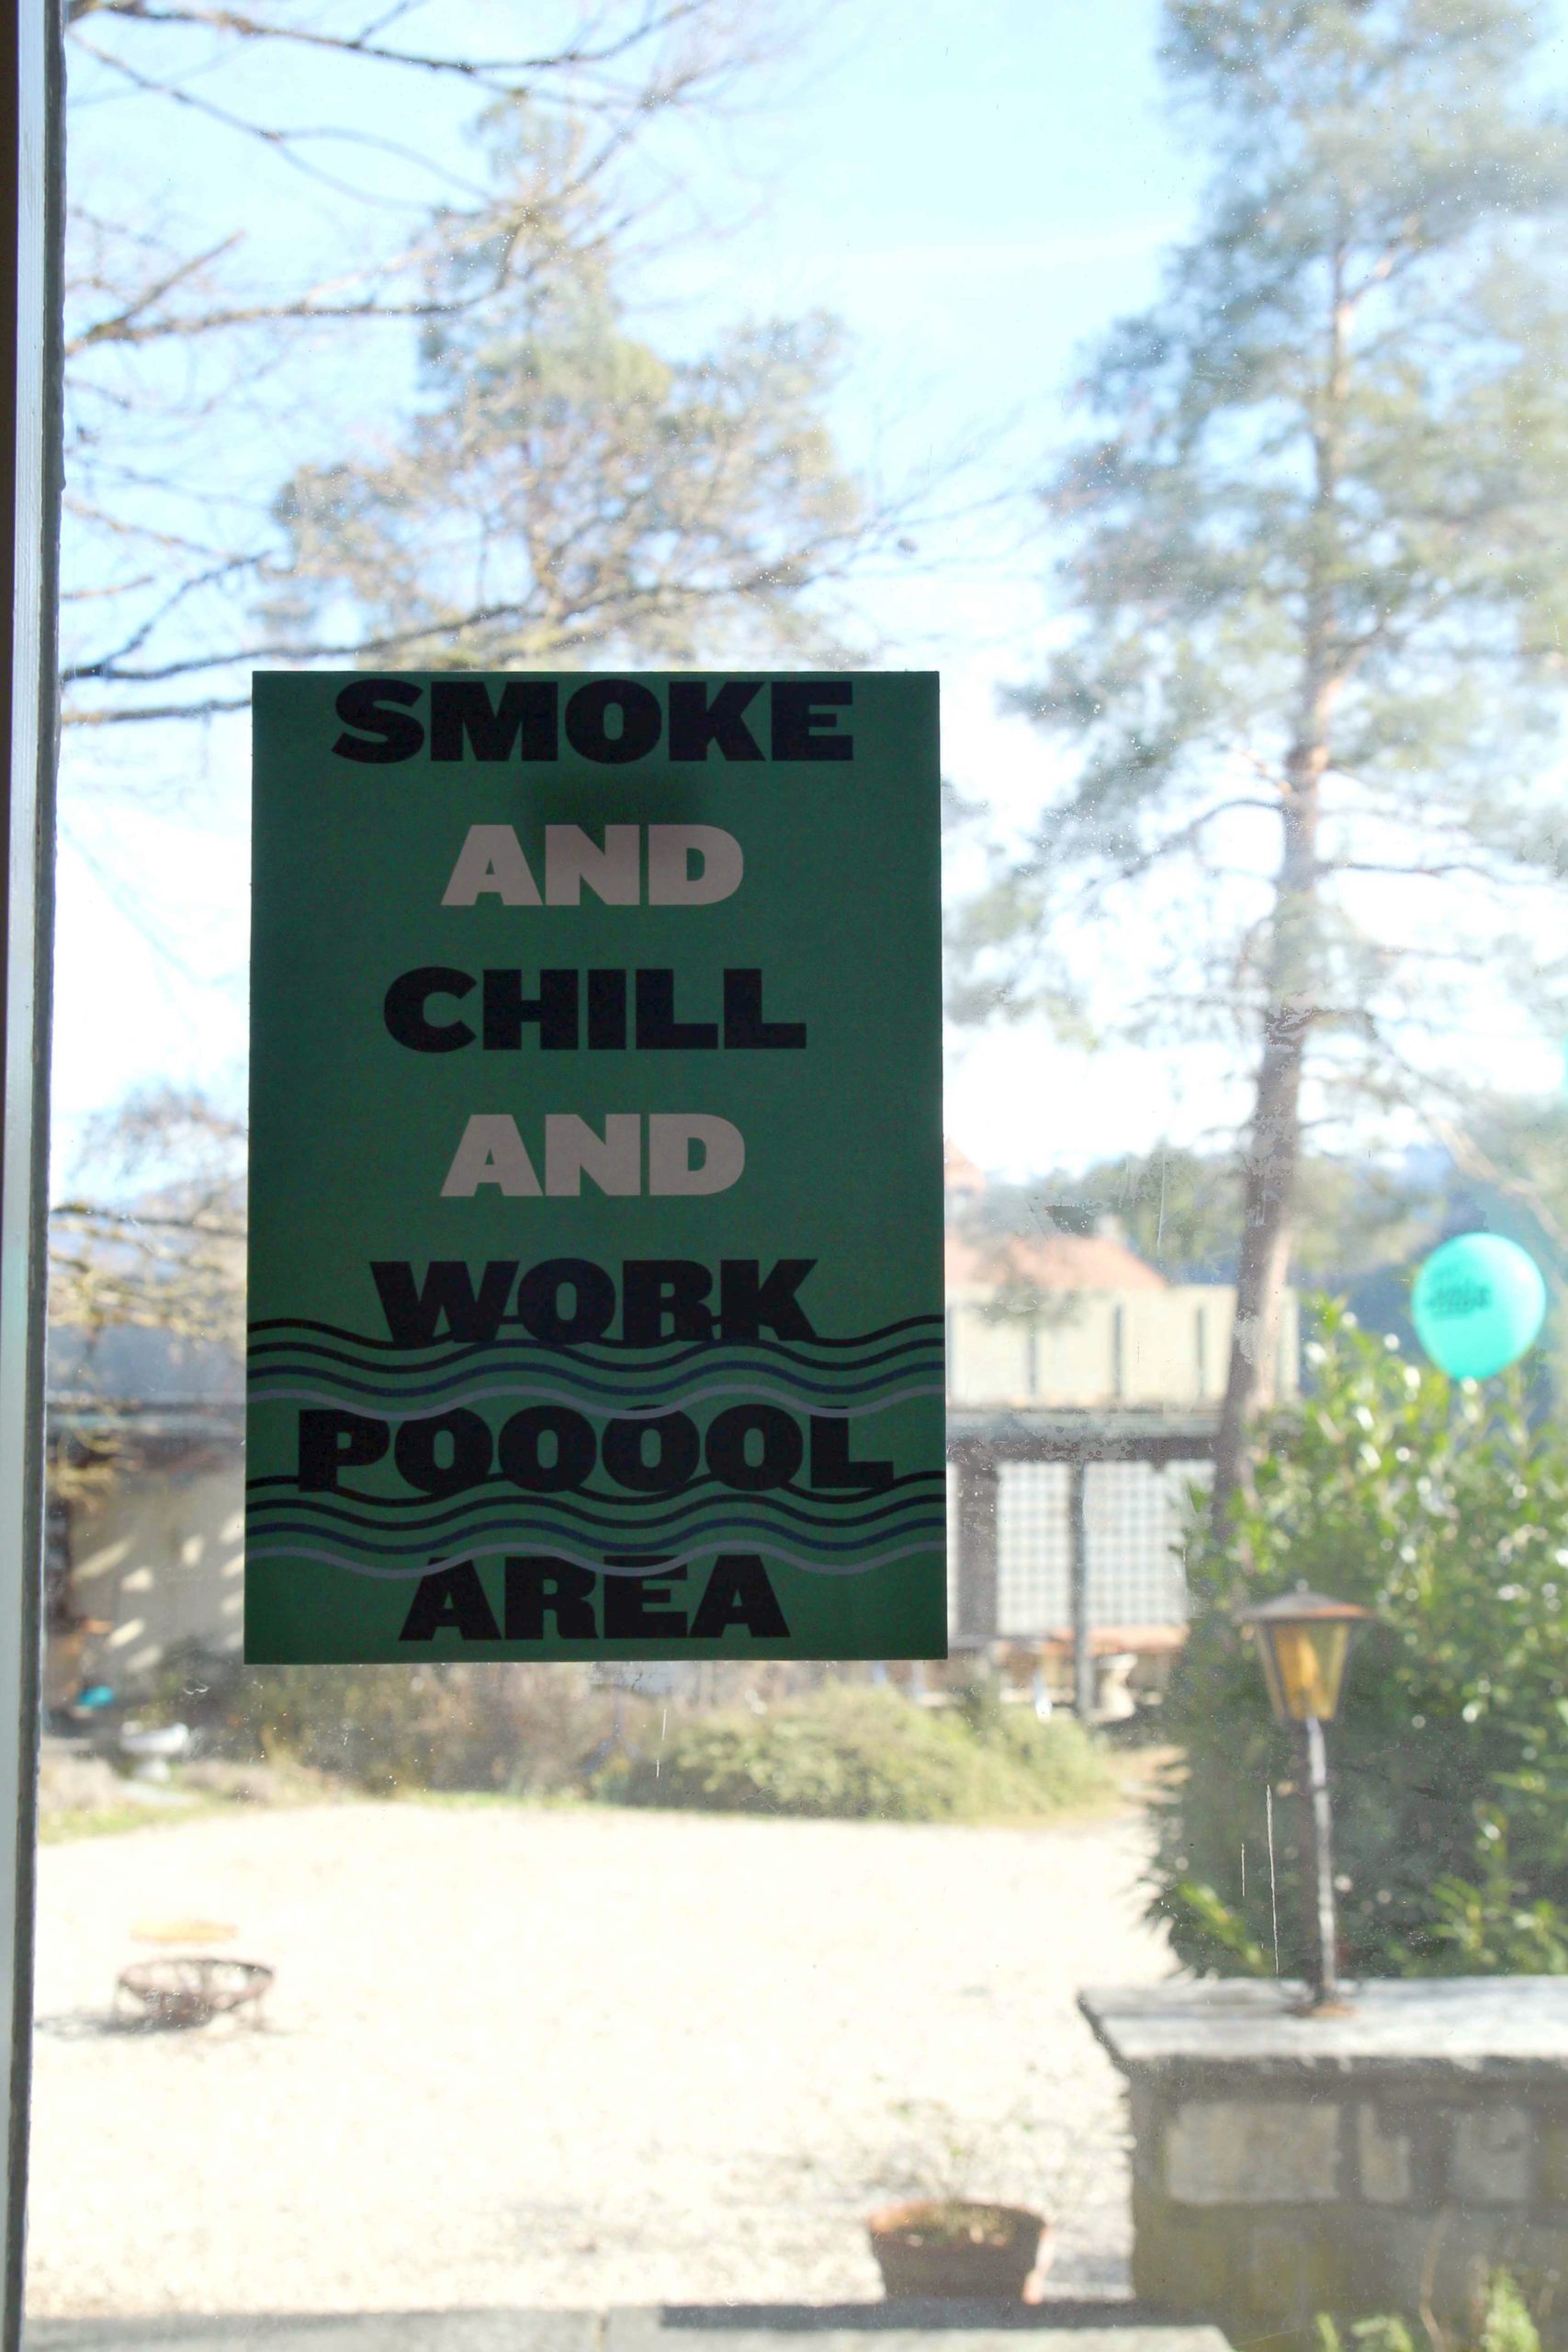 SMOKE
AND
CHILL
AND
WORK
POOOOL
AREA